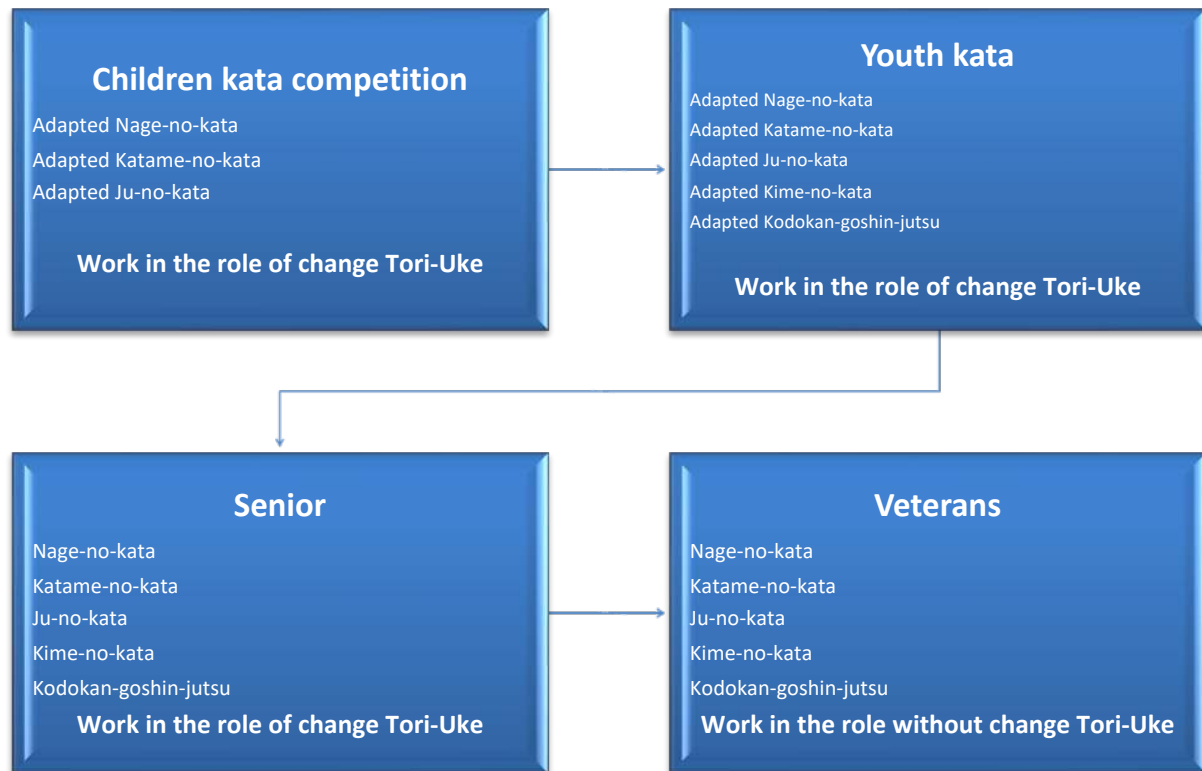 Children kata competition
Adapted Nage-no-kata
Adapted Katame-no-kata
Adapted Ju-no-kata
Work in the role of change Tori-Uke
Youth kata
Adapted Nage-no-kata
Adapted Katame-no-kata
Adapted Ju-no-kata
Adapted Kime-no-kata
Adapted Kodokan-goshin-jutsu
Work in the role of change Tori-Uke
Senior
Nage-no-kata
Katame-no-kata
Ju-no-kata
Kime-no-kata
Kodokan-goshin-jutsu
Work in the role of change Tori-Uke
Veterans
Nage-no-kata
Katame-no-kata
Ju-no-kata
Kime-no-kata
Kodokan-goshin-jutsu
Work in the role without change Tori-Uke